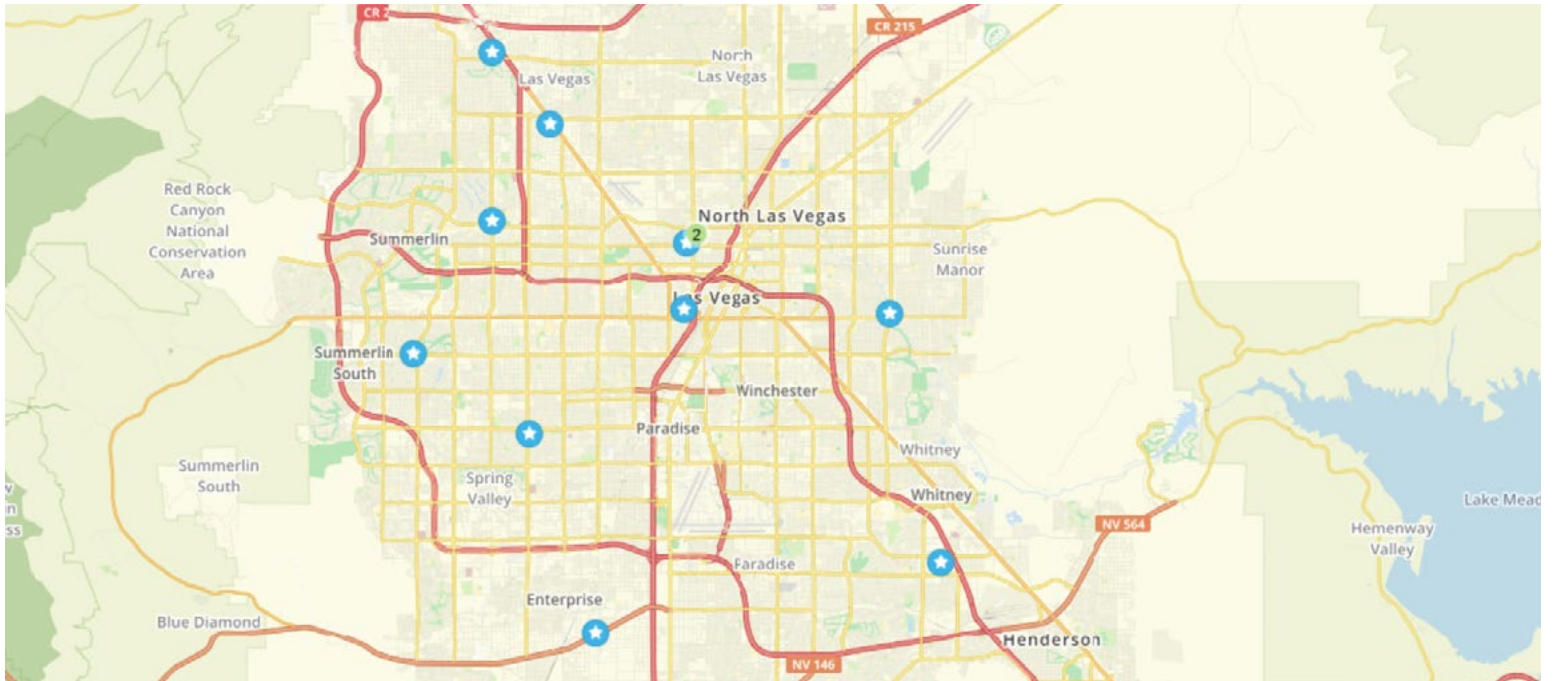 CR 2
CR 215
North
Las Vegas
Las Vegas
Red Rock
Canyon
National
Conservation
Area
North Las Vegas
2
Summerlin
Sunrise
Manor
Las Vegas
Summerlin
South
Winchester
Paradise
Whitney
Summerlin
South
Spring
Valley
Whitney
Lake Mead
NV 564
Hemenway
Valley
ss
Paradise
Enterprise
Blue Diamond
Henderson
NV 146